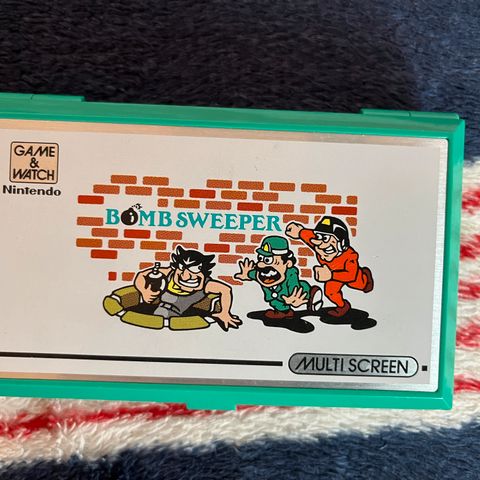 GAME
&
WATCH
Nintendo
BOMB SWEEPER
MULTI SCREEN